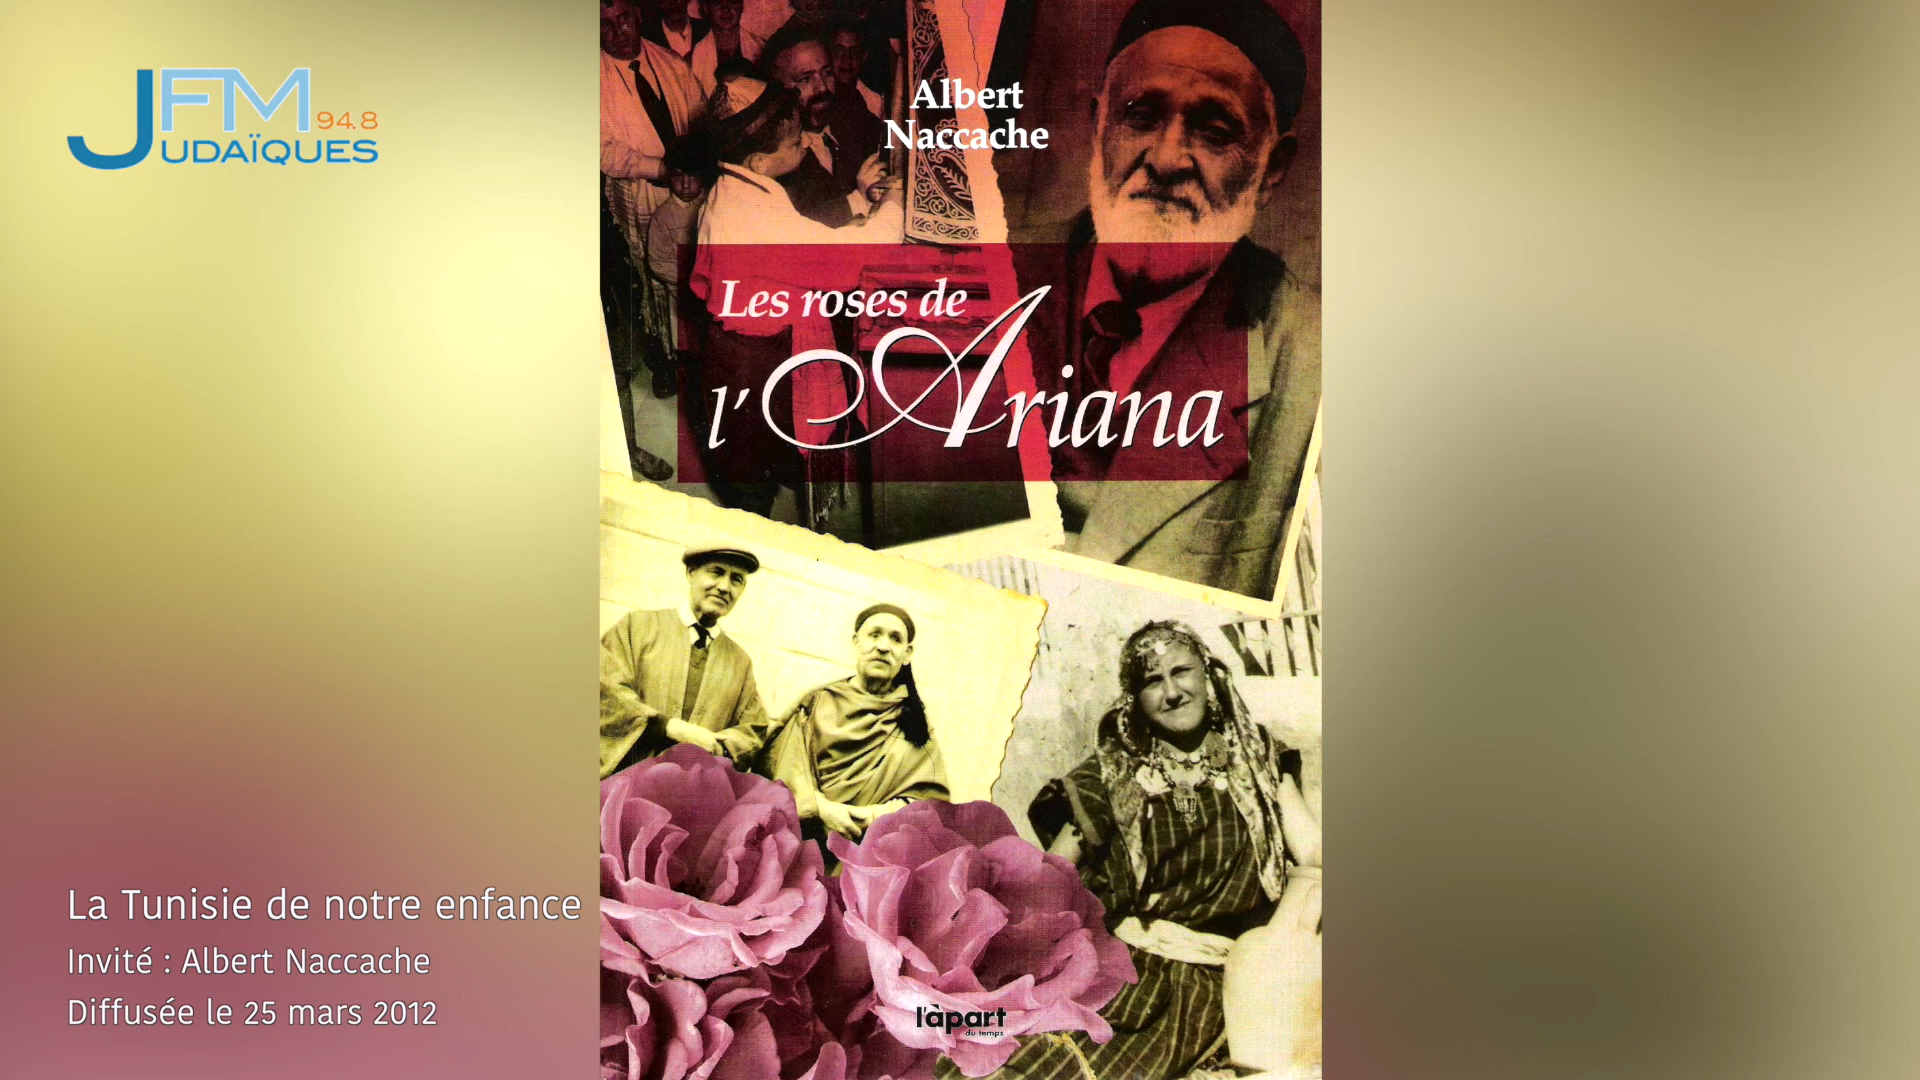 JFM 94.8
JUDAÏQUES
Albert
Naccache
Les roses de
l'Ariana
La Tunisie de notre enfance
Invité : Albert Naccache
Diffusée le 25 mars 2012
l'àpart
du temps